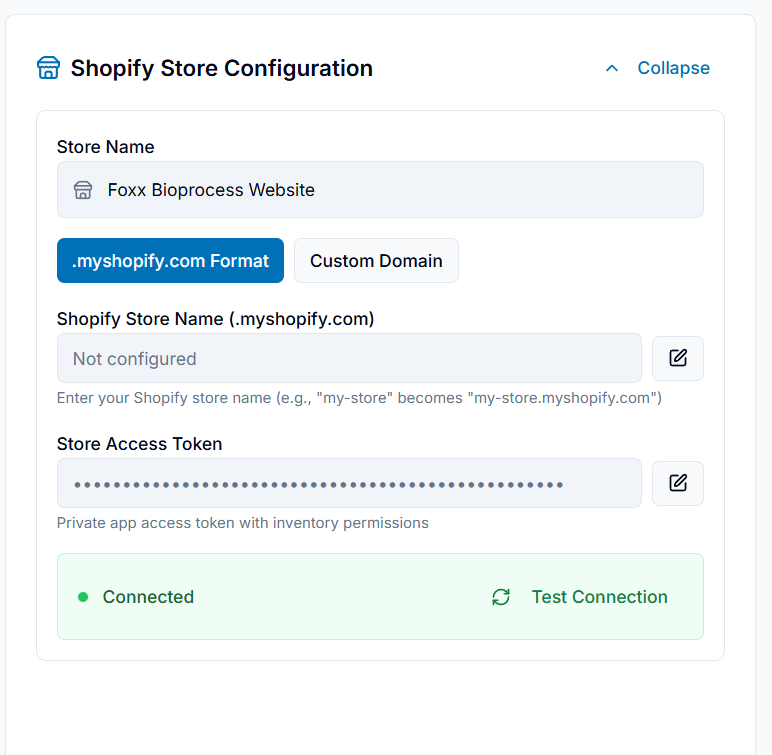 Shopify Store Configuration
Collapse
Store Name
Foxx Bioprocess Website
.myshopify.com Format
Custom Domain
Shopify Store Name (.myshopify.com)
Not configured
Enter your Shopify store name (e.g., "my-store" becomes "my-store.myshopify.com")
Store Access Token
••••••••••••••••••••••••••••••••••••••••••••••••••
Private app access token with inventory permissions
Connected
Test Connection